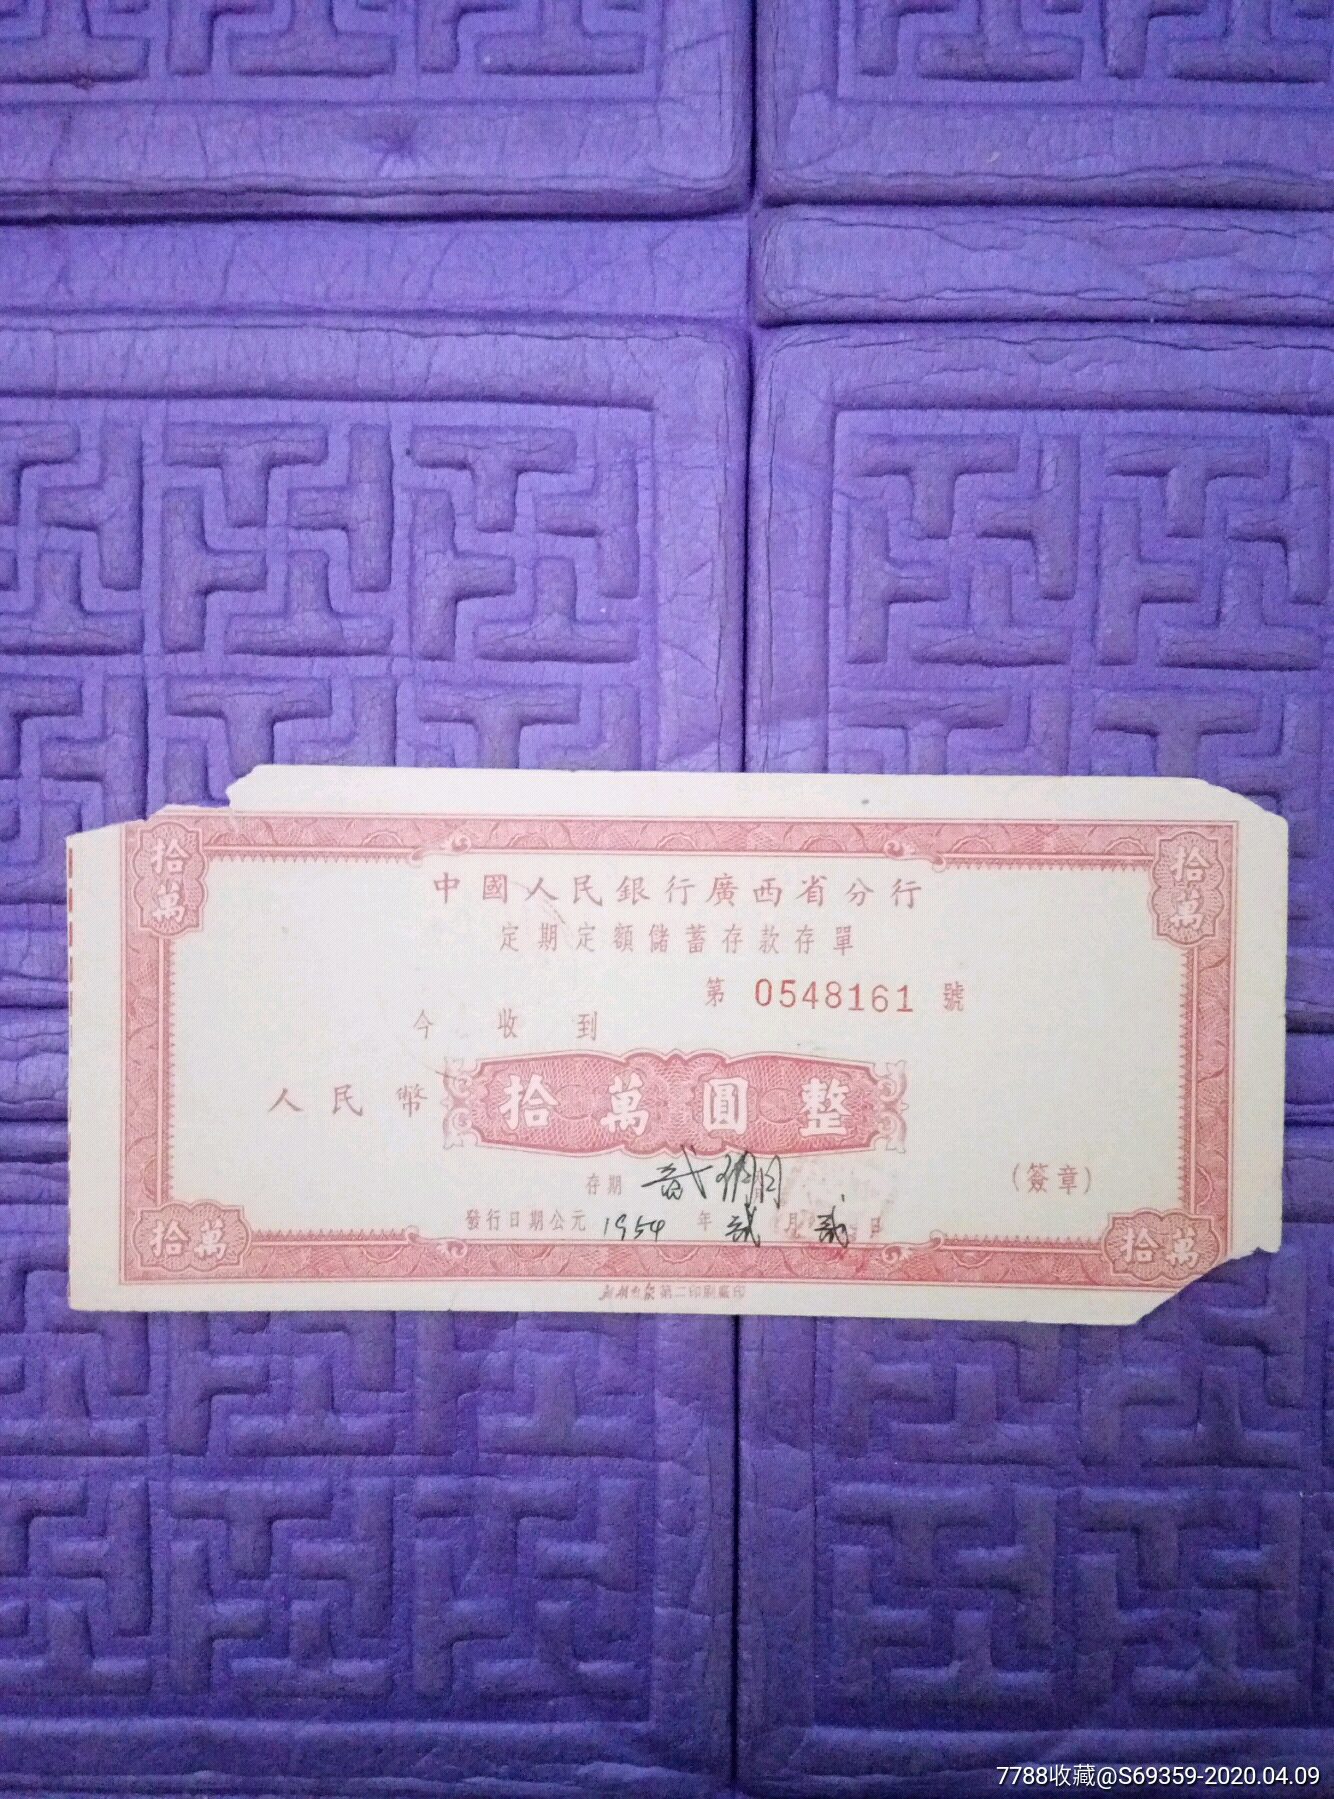 拾萬
拾萬
中國人民銀行廣西省分行
定期定額儲蓄存款存單
第 0548161 號
今收到
人民幣 拾萬圓整
存期 貳個月
(簽章)
發行日期公元 1954 年 貳 月 貳 日
拾萬
拾萬
第二印刷廠印
7788收藏@S69359-2020.04.09